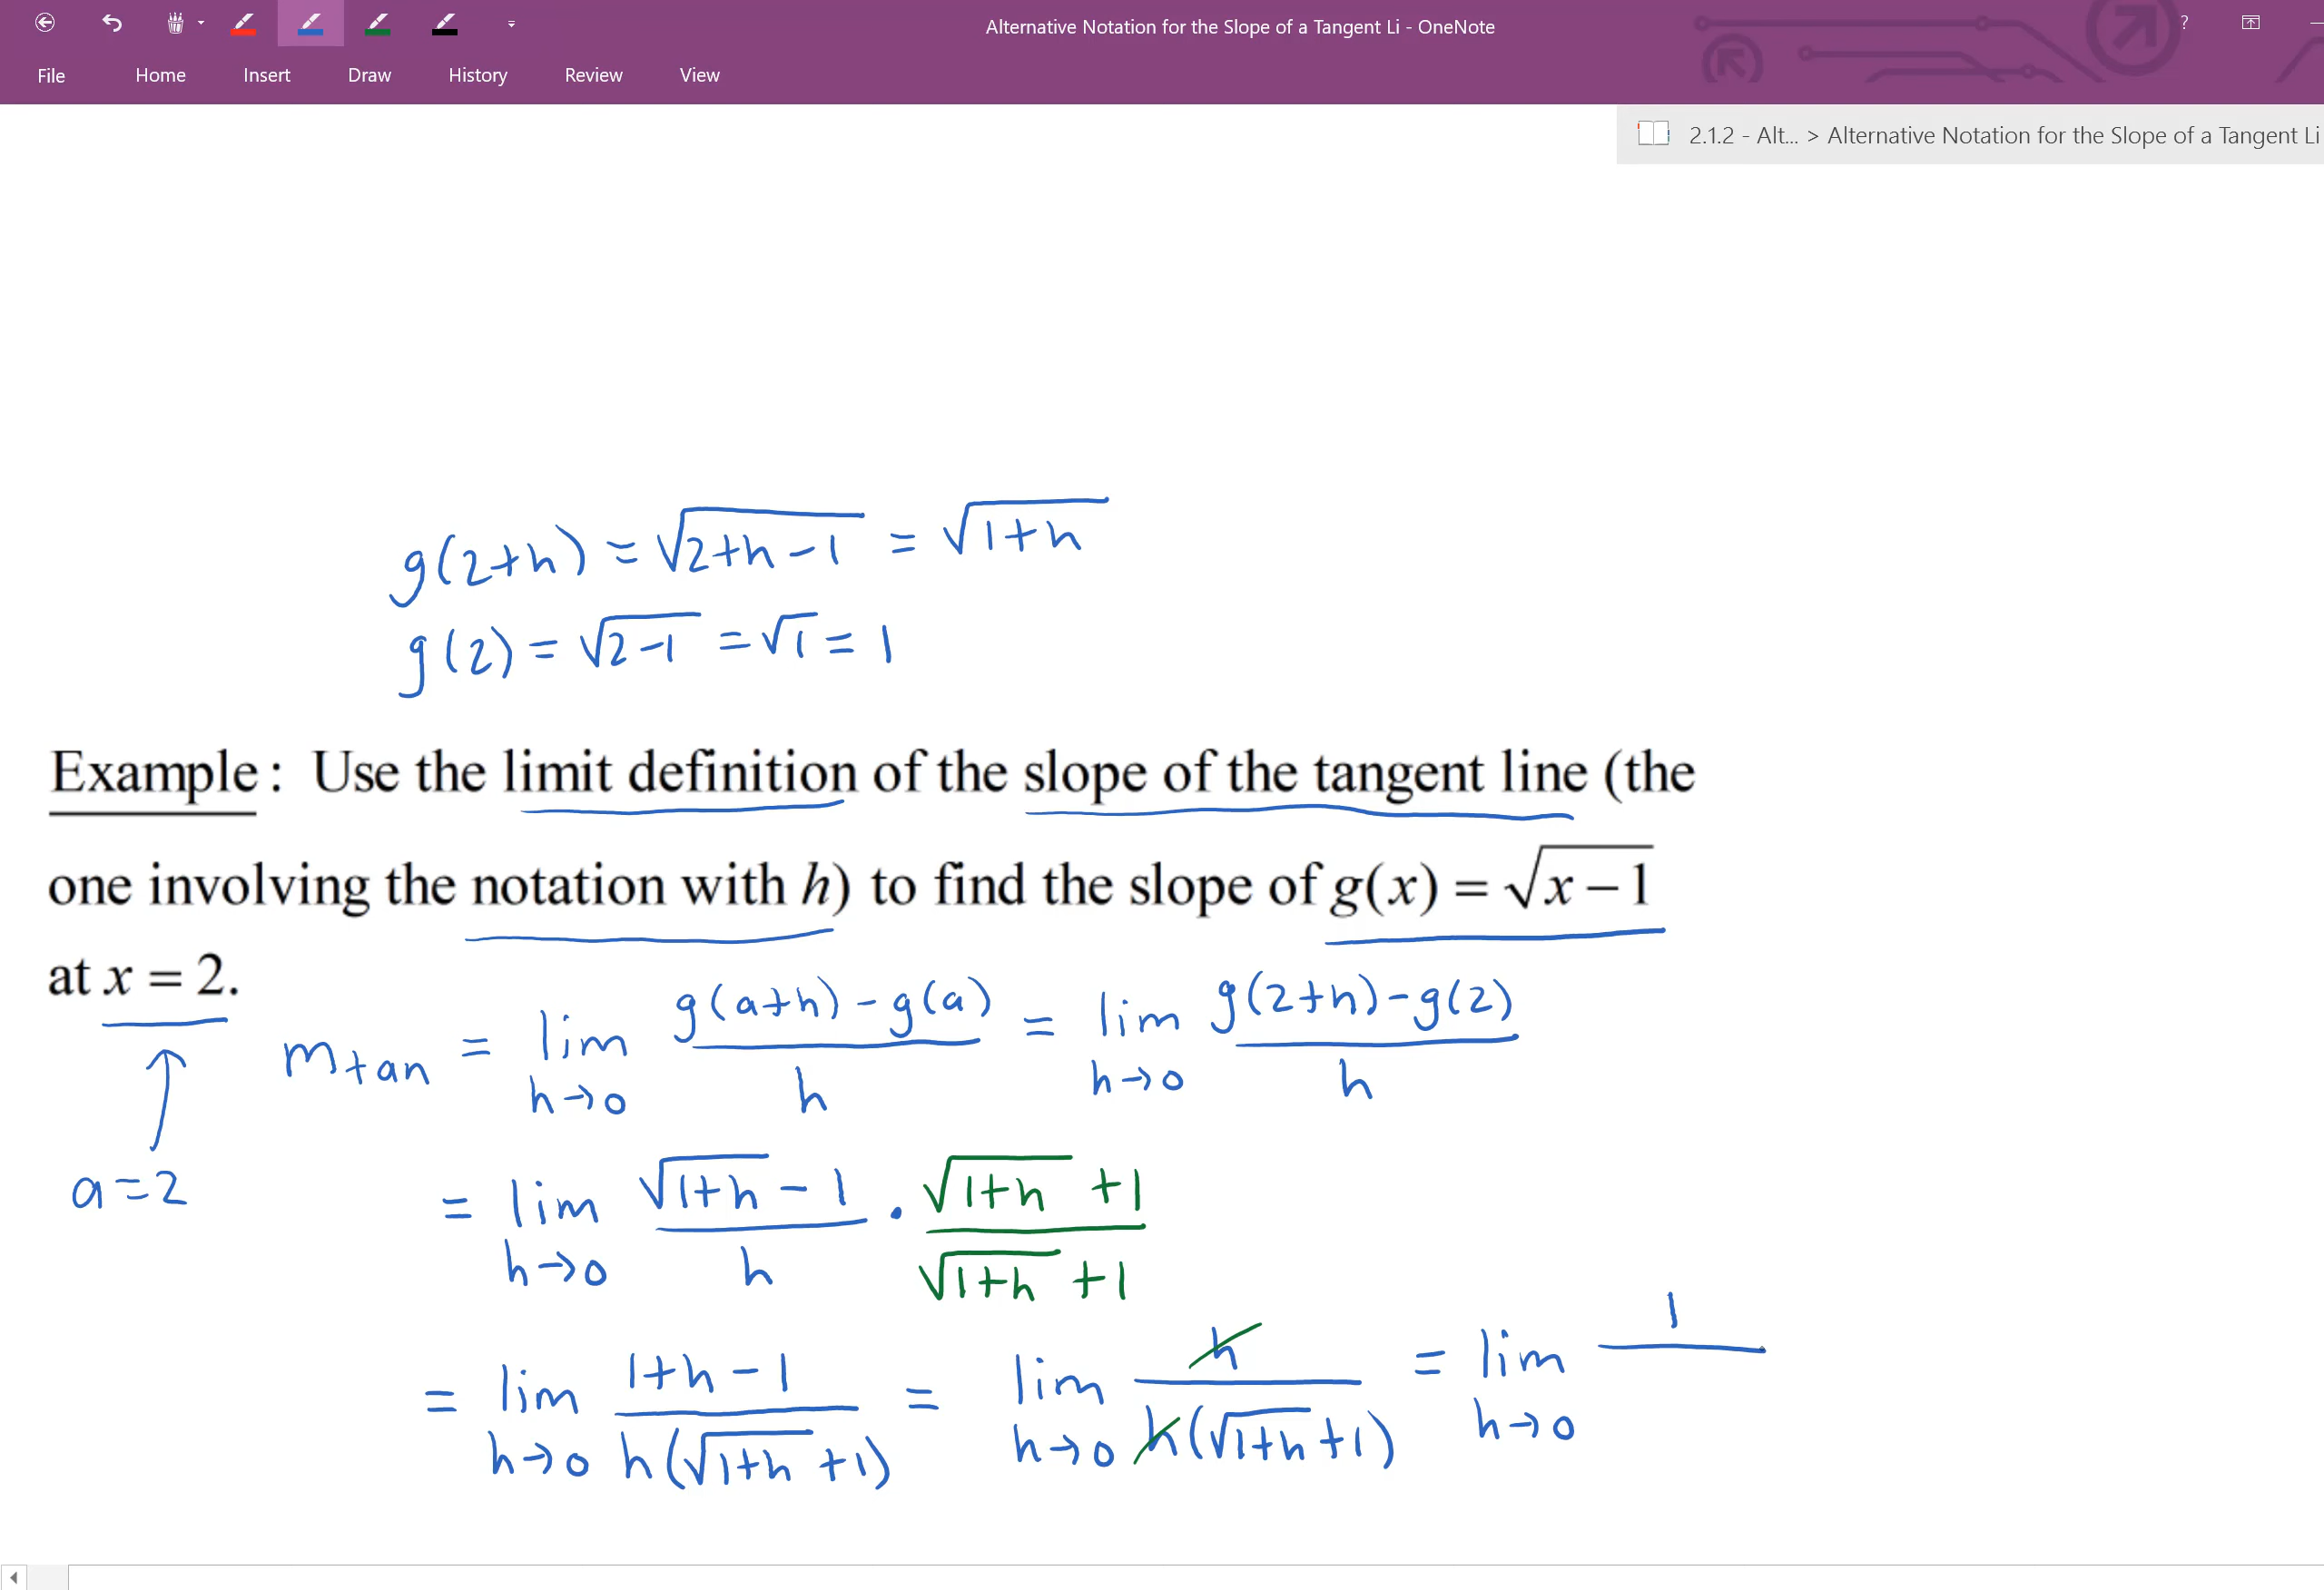 Alternative Notation for the Slope of a Tangent Li - OneNote
?
File Home Insert Draw History Review View
2.1.2 - Alt... > Alternative Notation for the Slope of a Tangent Li
g(2+h) = √(2+h-1) = √(1+h)
g(2) = √(2-1) = √1 = 1
Example: Use the limit definition of the slope of the tangent line (the
one involving the notation with h) to find the slope of g(x) = √(x-1)
at x = 2.
m_tan = lim_{h→0} (g(a+h) - g(a))/h = lim_{h→0} (g(2+h) - g(2))/h
a=2
= lim_{h→0} (√(1+h) - 1)/h · (√(1+h) +1)/(√(1+h) +1)
= lim_{h→0} (1+h-1)/(h(√(1+h) +1)) = lim_{h→0} h/(h(√(1+h) +1)) = lim_{h→0} 1/